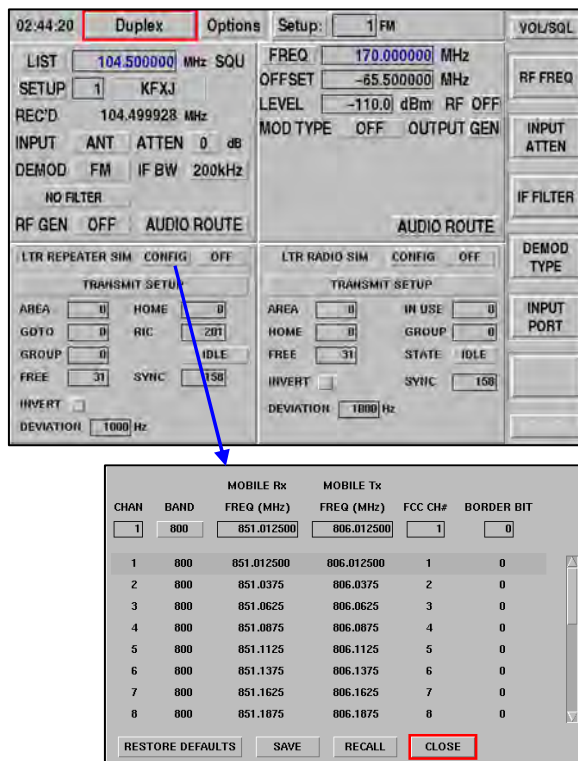 02:44:20 Duplex Options Setup: 1 FM
VOL/SQL
LIST 104.500000 MHz SQU
SETUP 1 KFXJ
REC'D 104.499928 MHz
INPUT ANT ATTEN 0 dB
DEMOD FM IF BW 200kHz
NO FILTER
RF GEN OFF AUDIO ROUTE
FREQ 170.000000 MHz
OFFSET -65.500000 MHz
LEVEL -110.0 dBm RF OFF
MOD TYPE OFF OUTPUT GEN
AUDIO ROUTE
RF FREQ
INPUT
ATTEN
IF FILTER
DEMOD
TYPE
INPUT
PORT
LTR REPEATER SIM CONFIG OFF
TRANSMIT SETUP
AREA 0 HOME 0
GOTO 0 RIC 201
GROUP 0 IDLE
FREE 31 SYNC 158
INVERT
DEVIATION 1000 Hz
LTR RADIO SIM CONFIG OFF
TRANSMIT SETUP
AREA 0 IN USE 0
HOME 0 GROUP 0
FREE 31 STATE IDLE
INVERT SYNC 158
DEVIATION 1000 Hz
MOBILE Rx MOBILE Tx
CHAN BAND FREQ (MHz) FREQ (MHz) FCC CH# BORDER BIT
1 800 851.012500 806.012500 1 0
1 800 851.012500 806.012500 1 0
2 800 851.0375 806.0375 2 0
3 800 851.0625 806.0625 3 0
4 800 851.0875 806.0875 4 0
5 800 851.1125 806.1125 5 0
6 800 851.1375 806.1375 6 0
7 800 851.1625 806.1625 7 0
8 800 851.1875 806.1875 8 0
RESTORE DEFAULTS SAVE RECALL CLOSE